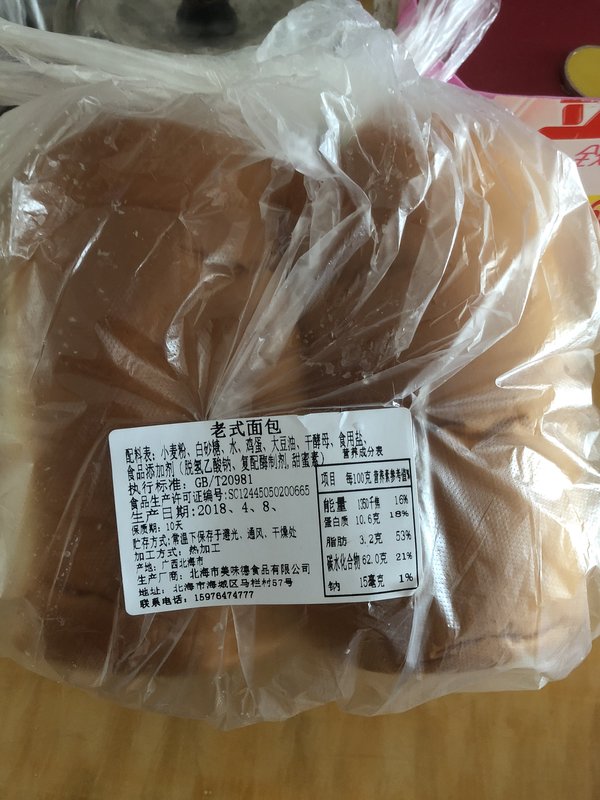 老式面包
配料表：小麦粉、白砂糖、水、鸡蛋、大豆油、干酵母、食用盐、
食品添加剂（脱氢乙酸钠、复配酶制剂,甜蜜素）
执行标准：GB/T20981
食品生产许可证编号:SC12445050200665
生产日期:2018、4、8、
保质期：10天
贮存方式:常温下保存于避光、通风、干燥处
加工方式：热加工
产地：广西北海市
生产厂商：北海市美味德食品有限公司
地址：北海市海城区马栏村57号
联系电话：15976474777
营养成分表
项目 每100克 营养素参考值%
能量 1350千焦 16%
蛋白质 10.6克 18%
脂肪 3.2克 53%
碳水化合物 62.0克 21%
钠 15毫克 1%